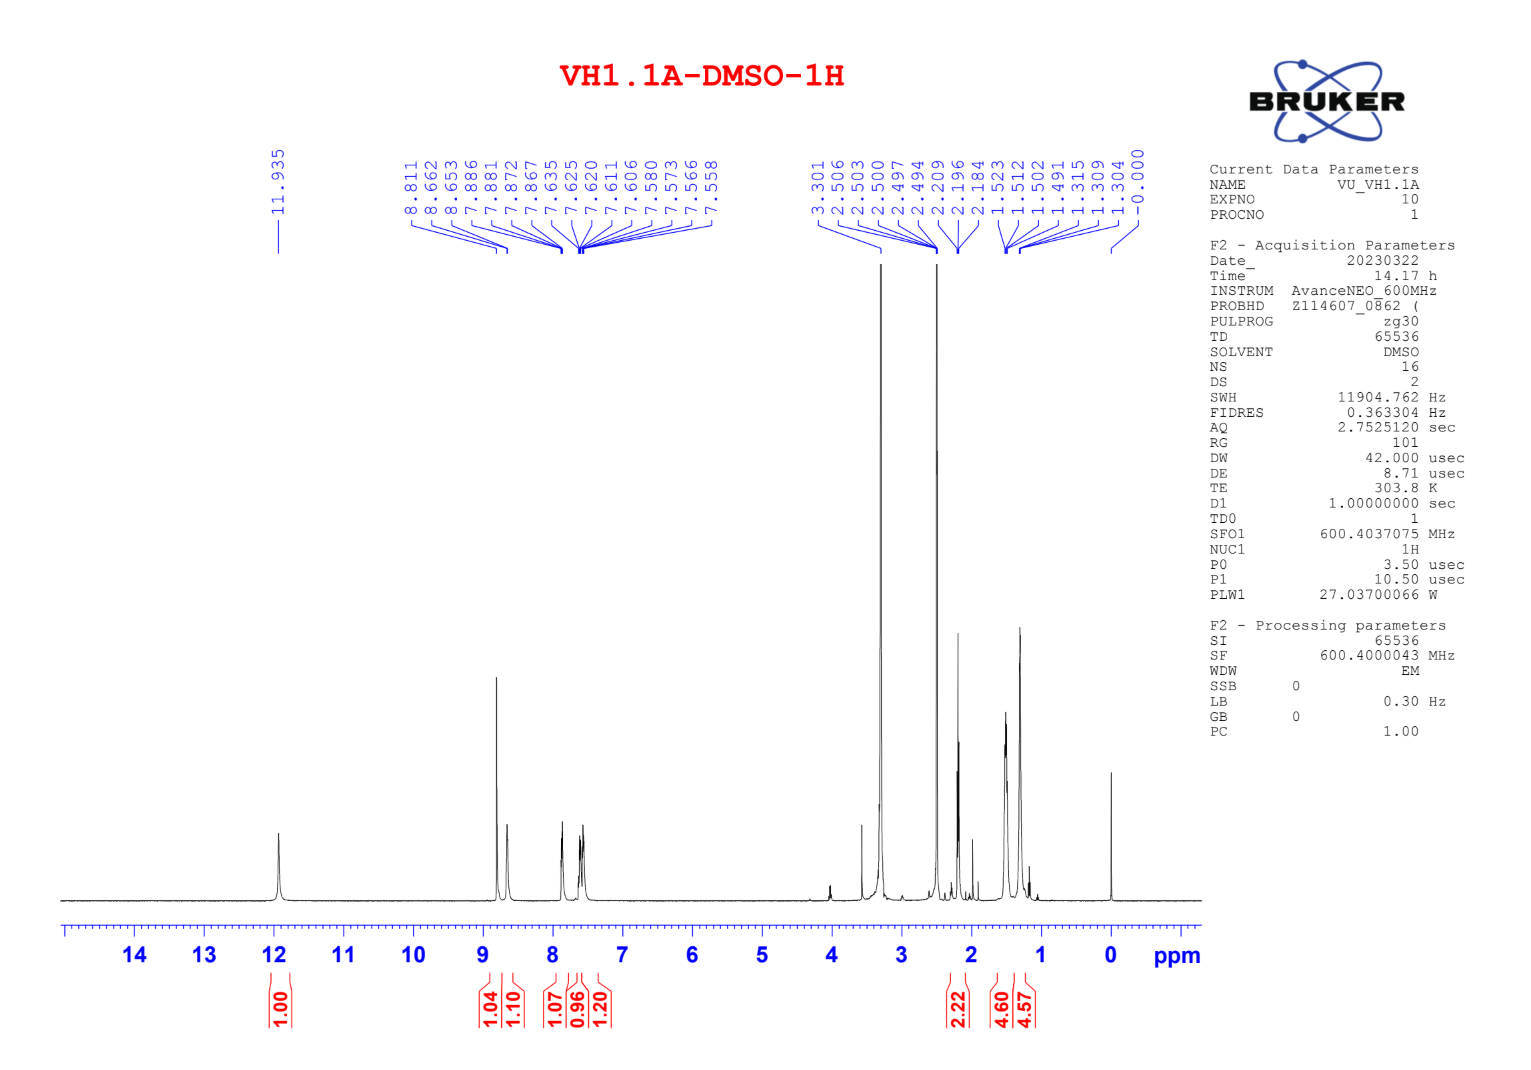 VH1.1A-DMSO-1H
BRUKER
11.935
8.811
8.662
8.653
7.886
7.881
7.872
7.867
7.635
7.625
7.620
7.611
7.606
7.580
7.573
7.566
7.558
3.301
2.506
2.503
2.500
2.497
2.494
2.209
2.196
2.184
1.523
1.512
1.502
1.491
1.315
1.309
1.304
-0.000
Current Data Parameters
NAME VU_VH1.1A
EXPNO 10
PROCNO 1
F2 - Acquisition Parameters
Date_ 20230322
Time 14.17 h
INSTRUM AvanceNEO_600MHz
PROBHD Z114607_0862 (
PULPROG zg30
TD 65536
SOLVENT DMSO
NS 16
DS 2
SWH 11904.762 Hz
FIDRES 0.363304 Hz
AQ 2.7525120 sec
RG 101
DW 42.000 usec
DE 8.71 usec
TE 303.8 K
D1 1.00000000 sec
TD0 1
SFO1 600.4037075 MHz
NUC1 1H
P0 3.50 usec
P1 10.50 usec
PLW1 27.03700066 W
F2 - Processing parameters
SI 65536
SF 600.4000043 MHz
WDW EM
SSB 0
LB 0.30 Hz
GB 0
PC 1.00
14 13 12 11 10 9 8 7 6 5 4 3 2 1 0 ppm
1.00
1.04
1.10
1.07
0.96
1.20
2.22
4.60
4.57